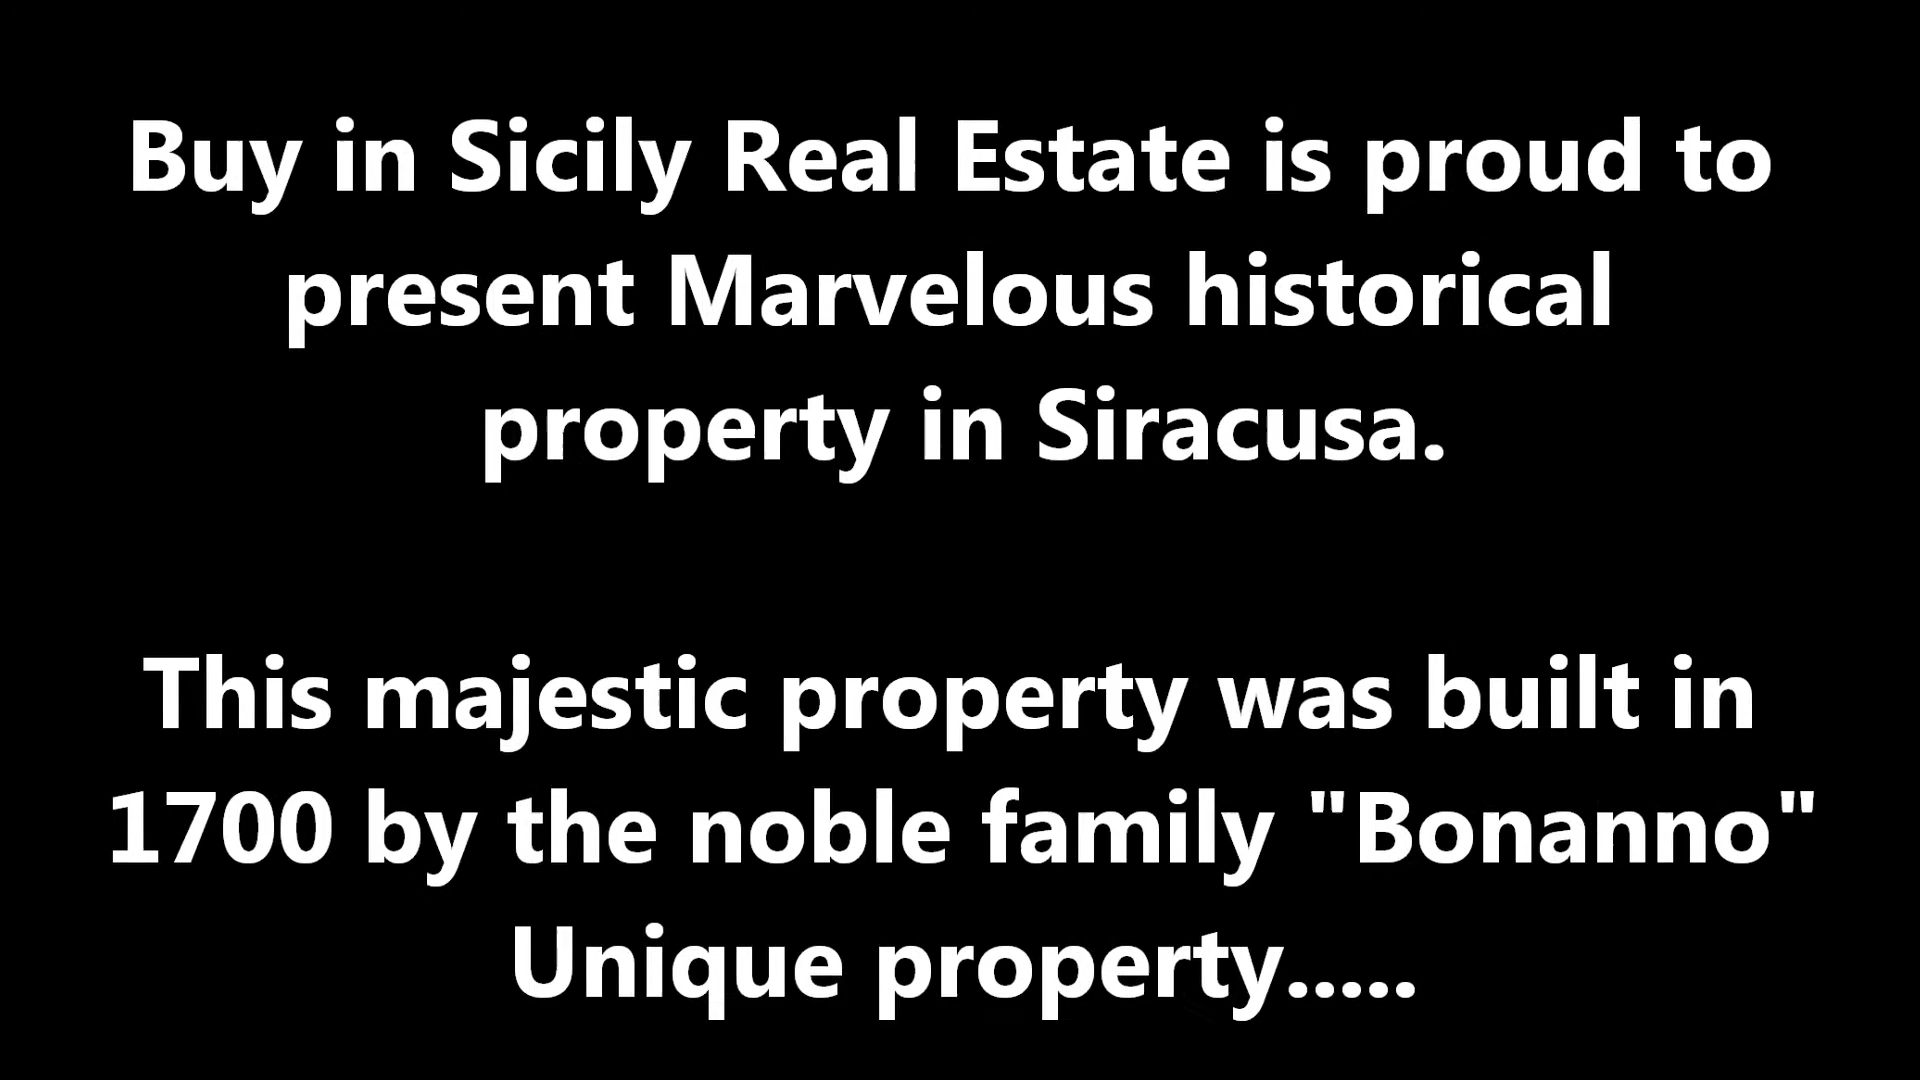 Buy in Sicily Real Estate is proud to
present Marvelous historical
property in Siracusa.
This majestic property was built in
1700 by the noble family "Bonanno"
Unique property.....